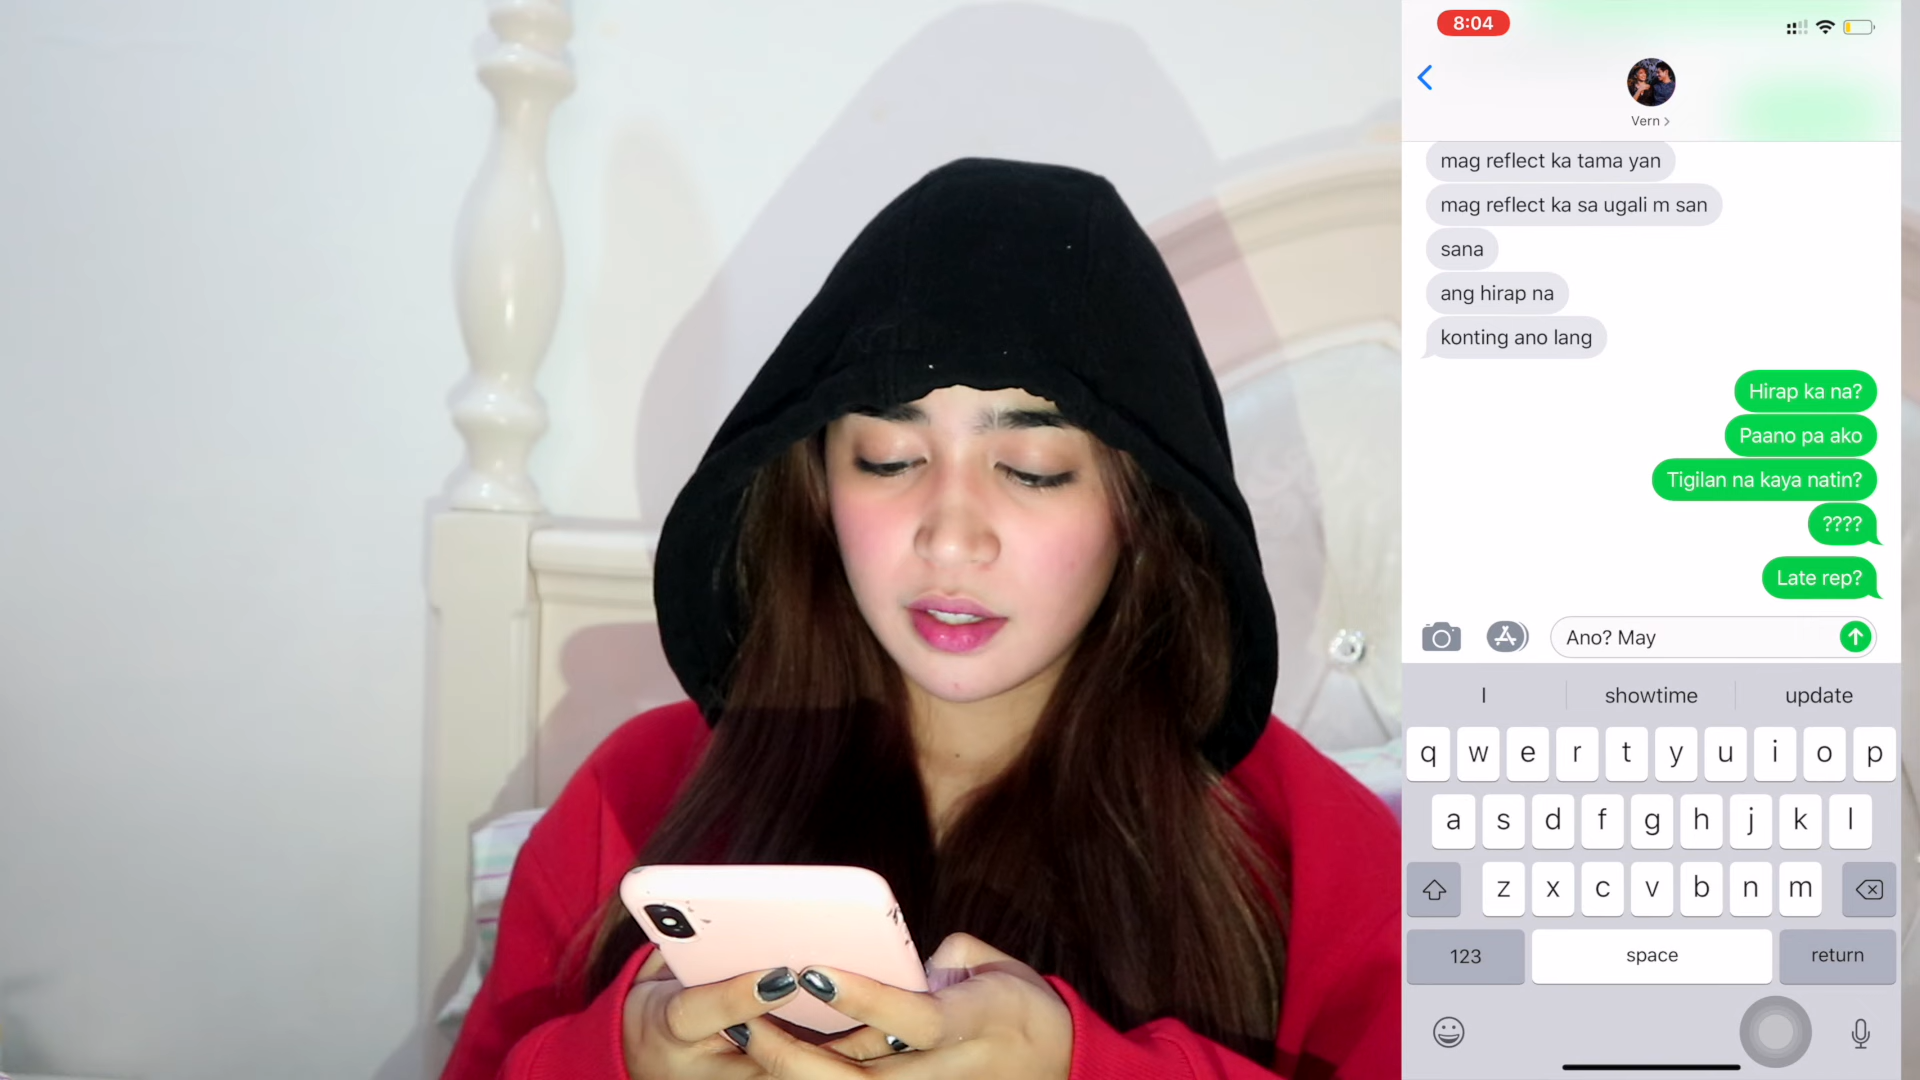 8:04
Vern >
mag reflect ka tama yan
mag reflect ka sa ugali m san
sana
ang hirap na
konting ano lang
Hirap ka na?
Paano pa ako
Tigilan na kaya natin?
????
Late rep?
Ano? May
I showtime update
q w e r t y u i o p
a s d f g h j k l
z x c v b n m
123 space return